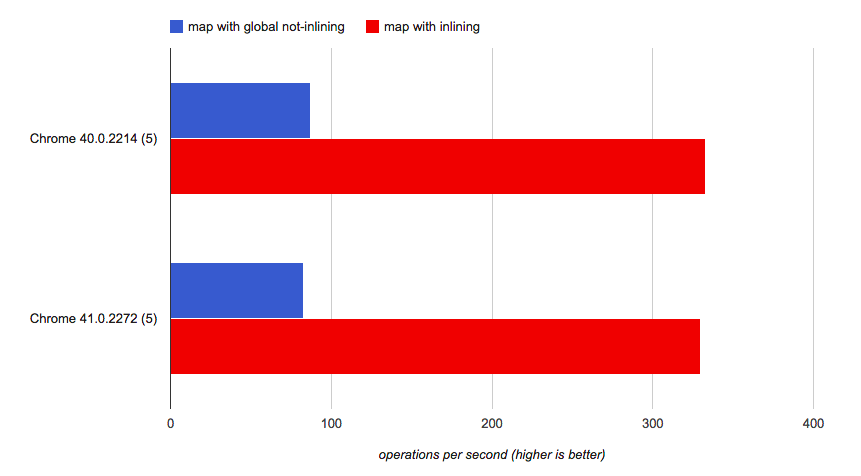 map with global not-inlining map with inlining
Chrome 40.0.2214 (5)
Chrome 41.0.2272 (5)
0 100 200 300 400
operations per second (higher is better)